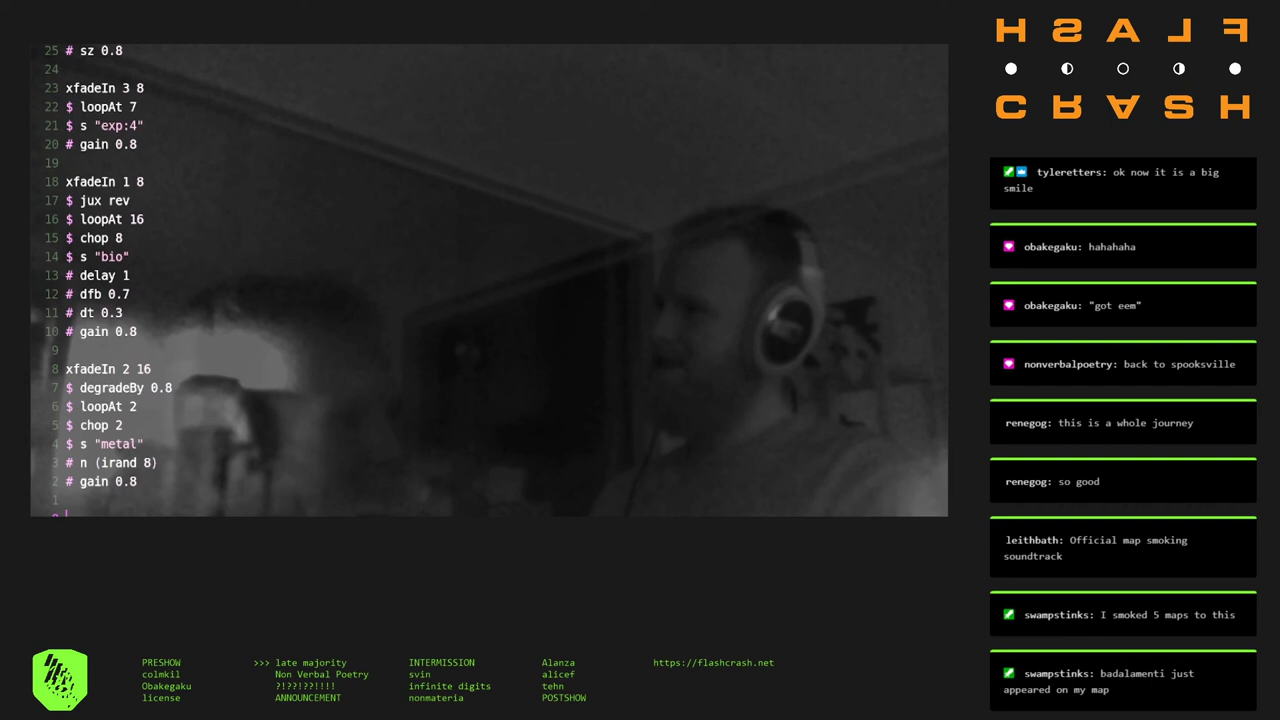 HSALF
CRASH
25 # sz 0.8
24
23 xfadeIn 3 8
22 $ loopAt 7
21 $ s "exp:4"
20 # gain 0.8
19
18 xfadeIn 1 8
17 $ jux rev
16 $ loopAt 16
15 $ chop 8
14 $ s "bio"
13 # delay 1
12 # dfb 0.7
11 # dt 0.3
10 # gain 0.8
9
8 xfadeIn 2 16
7 $ degradeBy 0.8
6 $ loopAt 2
5 $ chop 2
4 $ s "metal"
3 # n (irand 8)
2 # gain 0.8
1
tyleretters: ok now it is a big
smile
obakegaku: hahahaha
obakegaku: "got eem"
nonverbalpoetry: back to spooksville
renegog: this is a whole journey
renegog: so good
leithbath: Official map smoking
soundtrack
swampstinks: I smoked 5 maps to this
swampstinks: badalamenti just
appeared on my map
PRESHOW
colmkil
Obakegaku
license
>>> late majority
Non Verbal Poetry
?!??!??!!!!
ANNOUNCEMENT
INTERMISSION
svin
infinite digits
nonmateria
Alanza
alicef
tehn
POSTSHOW
https://flashcrash.net